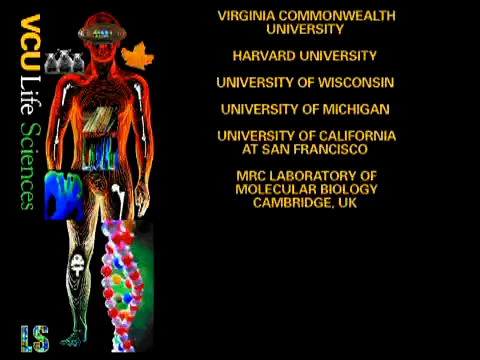 VCU Life Sciences
VIRGINIA COMMONWEALTH
UNIVERSITY
HARVARD UNIVERSITY
UNIVERSITY OF WISCONSIN
UNIVERSITY OF MICHIGAN
UNIVERSITY OF CALIFORNIA
AT SAN FRANCISCO
MRC LABORATORY OF
MOLECULAR BIOLOGY
CAMBRIDGE, UK
LS